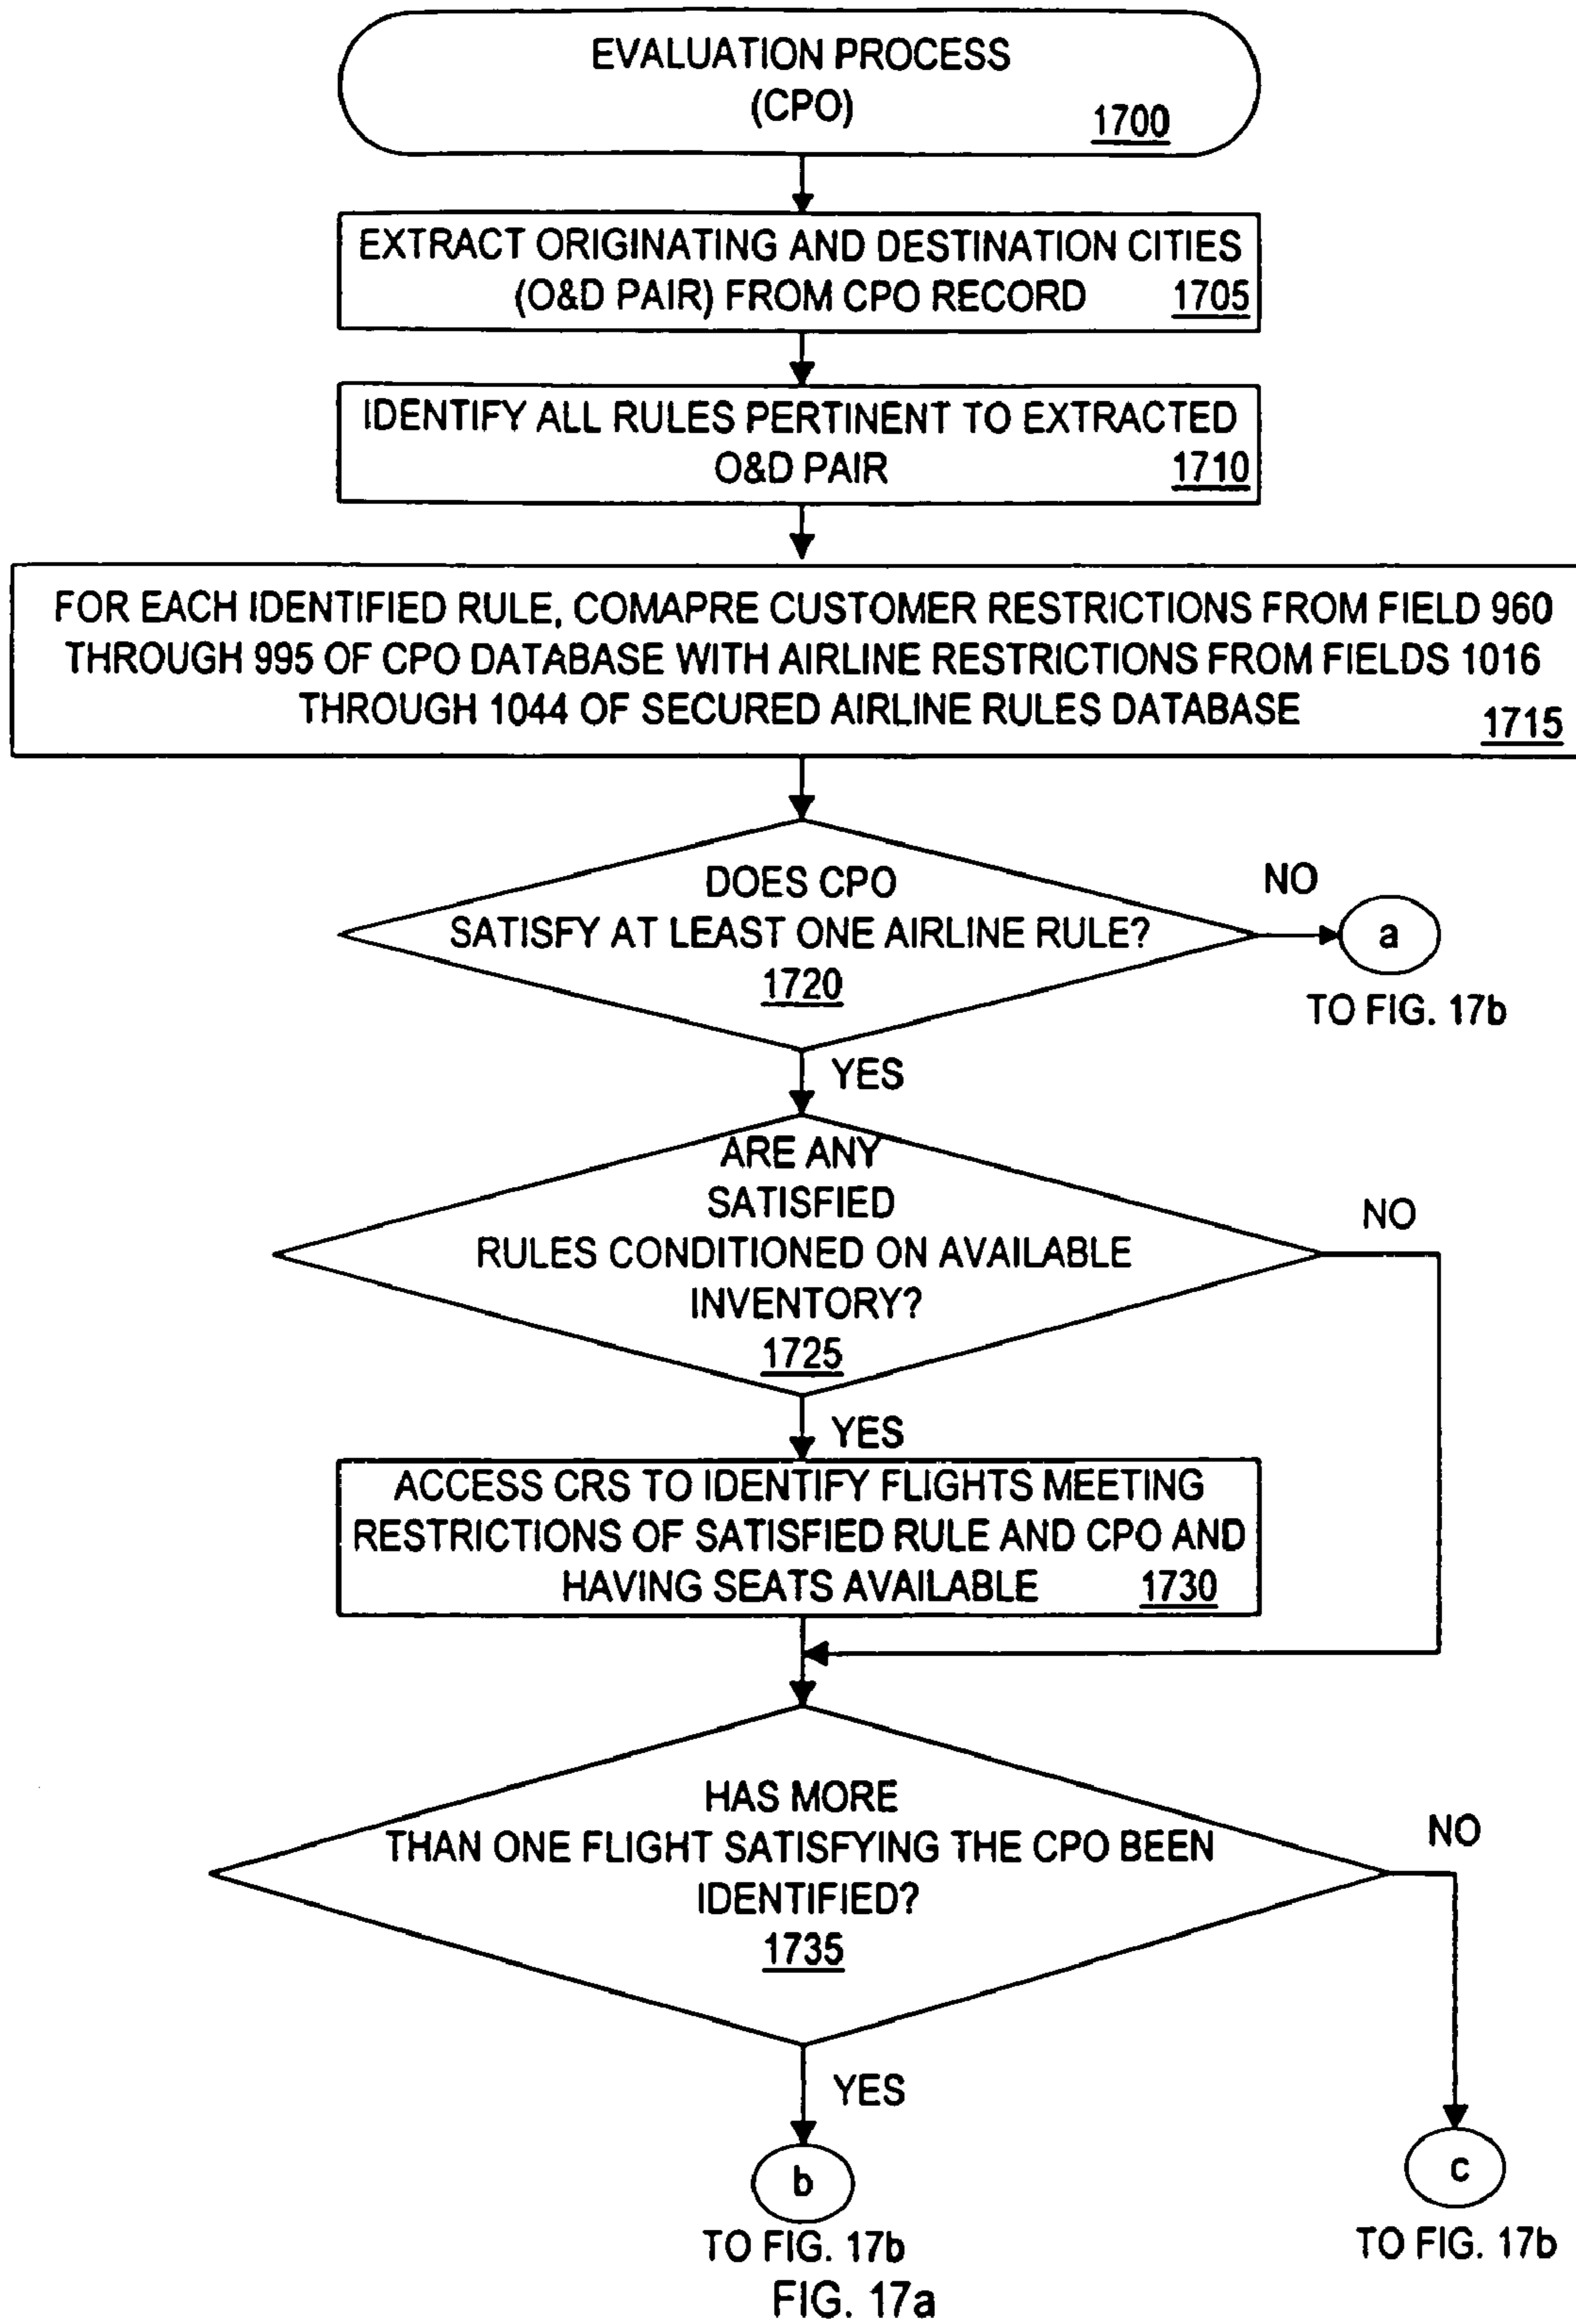 EVALUATION PROCESS
(CPO)
1700
EXTRACT ORIGINATING AND DESTINATION CITIES
(O&D PAIR) FROM CPO RECORD 1705
IDENTIFY ALL RULES PERTINENT TO EXTRACTED
O&D PAIR 1710
FOR EACH IDENTIFIED RULE, COMAPRE CUSTOMER RESTRICTIONS FROM FIELD 960
THROUGH 995 OF CPO DATABASE WITH AIRLINE RESTRICTIONS FROM FIELDS 1016
THROUGH 1044 OF SECURED AIRLINE RULES DATABASE 1715
DOES CPO
SATISFY AT LEAST ONE AIRLINE RULE?
1720
NO
a
TO FIG. 17b
YES
ARE ANY
SATISFIED
RULES CONDITIONED ON AVAILABLE
INVENTORY?
1725
NO
YES
ACCESS CRS TO IDENTIFY FLIGHTS MEETING
RESTRICTIONS OF SATISFIED RULE AND CPO AND
HAVING SEATS AVAILABLE 1730
HAS MORE
THAN ONE FLIGHT SATISFYING THE CPO BEEN
IDENTIFIED?
1735
NO
YES
b
TO FIG. 17b
c
TO FIG. 17b
FIG. 17a